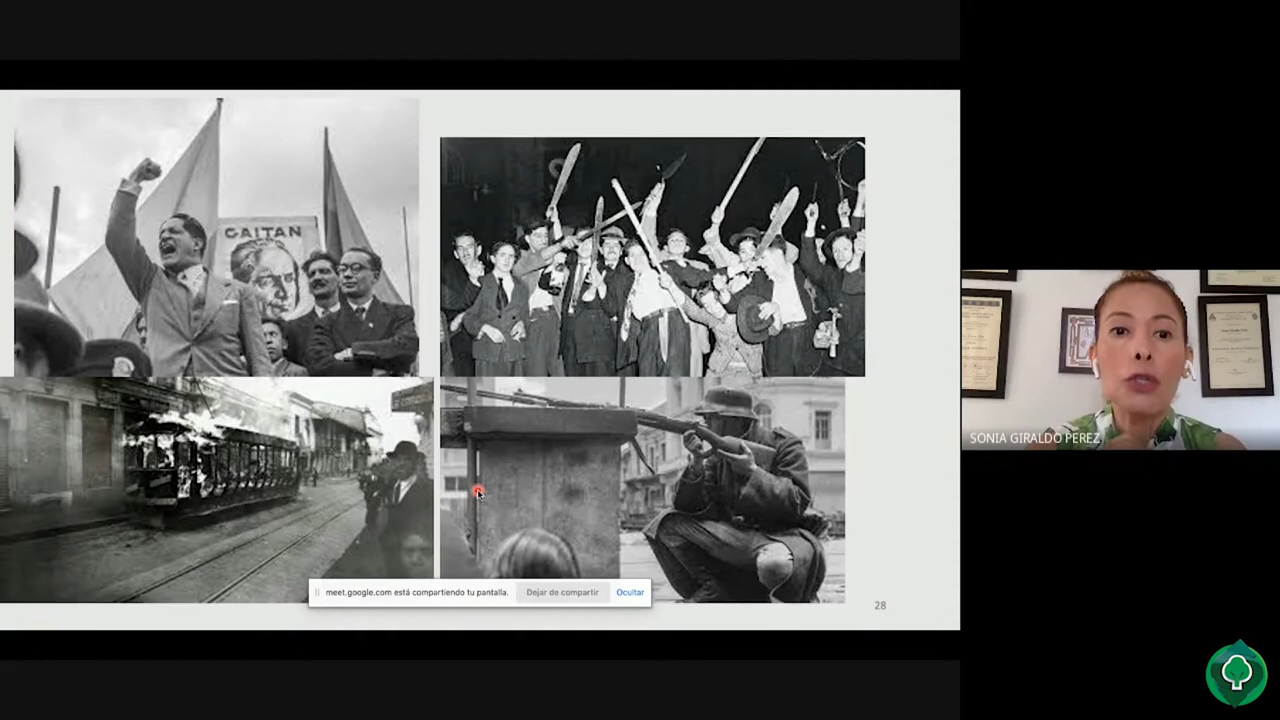 GAITAN
meet.google.com está compartiendo tu pantalla. Dejar de compartir Ocultar
28
SONIA GIRALDO PEREZ